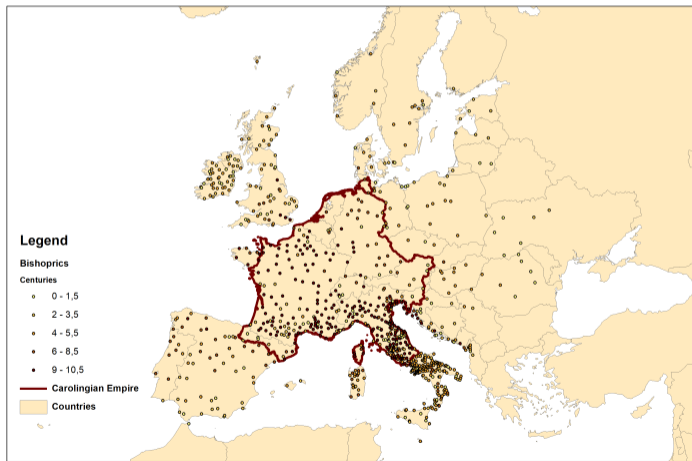 Legend
Bishoprics
Centuries
0 - 1,5
2 - 3,5
4 - 5,5
6 - 8,5
9 - 10,5
Carolingian Empire
Countries